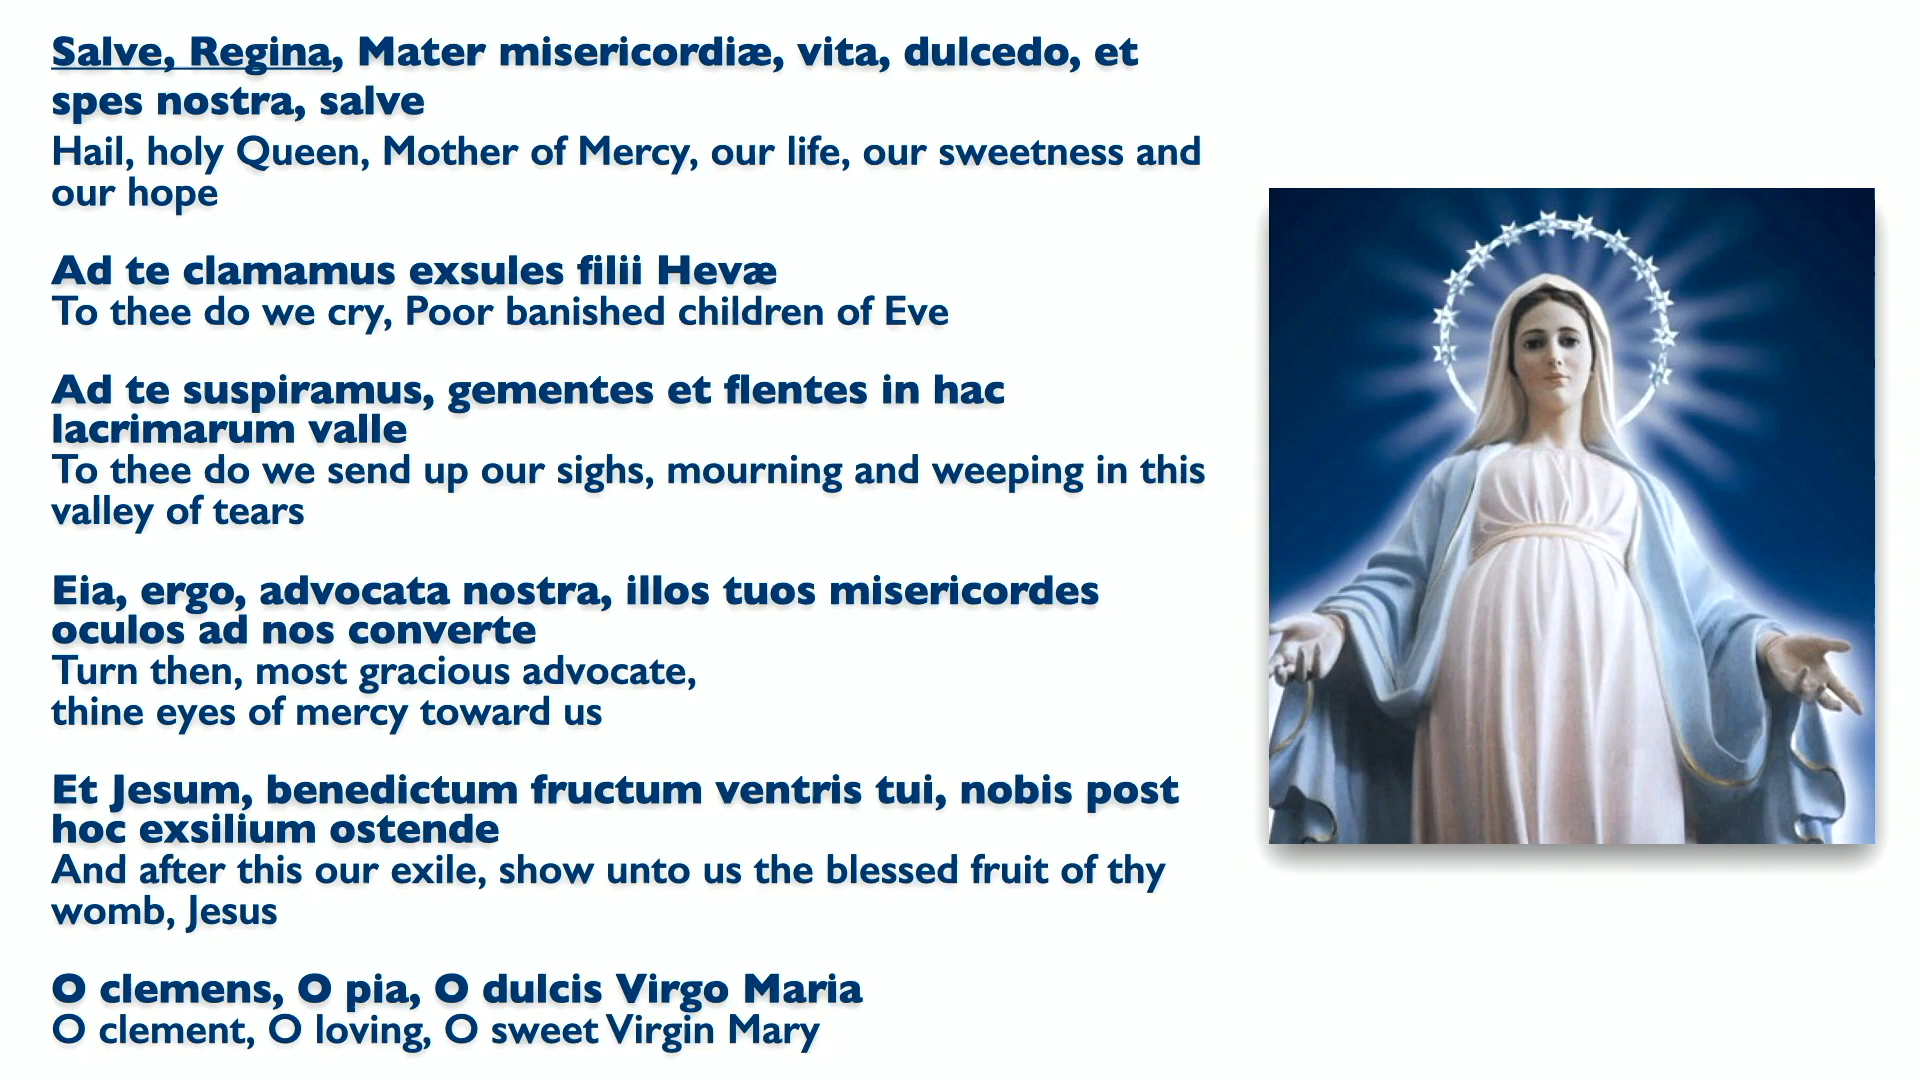 Salve, Regina, Mater misericordiæ, vita, dulcedo, et
spes nostra, salve
Hail, holy Queen, Mother of Mercy, our life, our sweetness and
our hope
Ad te clamamus exsules filii Hevæ
To thee do we cry, Poor banished children of Eve
Ad te suspiramus, gementes et flentes in hac
lacrimarum valle
To thee do we send up our sighs, mourning and weeping in this
valley of tears
Eia, ergo, advocata nostra, illos tuos misericordes
oculos ad nos converte
Turn then, most gracious advocate,
thine eyes of mercy toward us
Et Jesum, benedictum fructum ventris tui, nobis post
hoc exsilium ostende
And after this our exile, show unto us the blessed fruit of thy
womb, Jesus
O clemens, O pia, O dulcis Virgo Maria
O clement, O loving, O sweet Virgin Mary